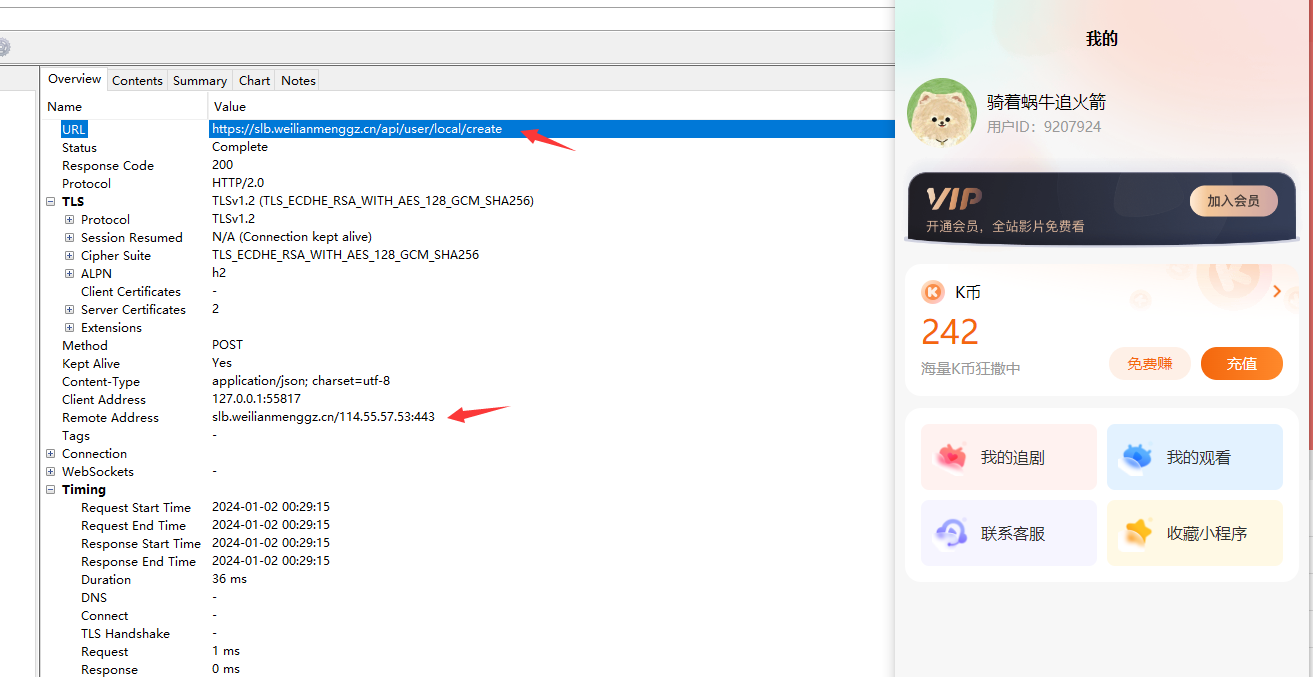 Overview Contents Summary Chart Notes
Name Value
URL https://slb.weilianmenggz.cn/api/user/local/create
Status Complete
Response Code 200
Protocol HTTP/2.0
TLS TLSv1.2 (TLS_ECDHE_RSA_WITH_AES_128_GCM_SHA256)
Protocol TLSv1.2
Session Resumed N/A (Connection kept alive)
Cipher Suite TLS_ECDHE_RSA_WITH_AES_128_GCM_SHA256
ALPN h2
Client Certificates -
Server Certificates 2
Extensions
Method POST
Kept Alive Yes
Content-Type application/json; charset=utf-8
Client Address 127.0.0.1:55817
Remote Address slb.weilianmenggz.cn/114.55.57.53:443
Tags -
Connection
WebSockets -
Timing
Request Start Time 2024-01-02 00:29:15
Request End Time 2024-01-02 00:29:15
Response Start Time 2024-01-02 00:29:15
Response End Time 2024-01-02 00:29:15
Duration 36 ms
DNS -
Connect -
TLS Handshake -
Request 1 ms
Response 0 ms
我的
骑着蜗牛追火箭
用户ID：9207924
VIP
加入会员
开通会员，全站影片免费看
K K币
242
海量K币狂撒中
免费赚 充值
我的追剧 我的观看
联系客服 收藏小程序